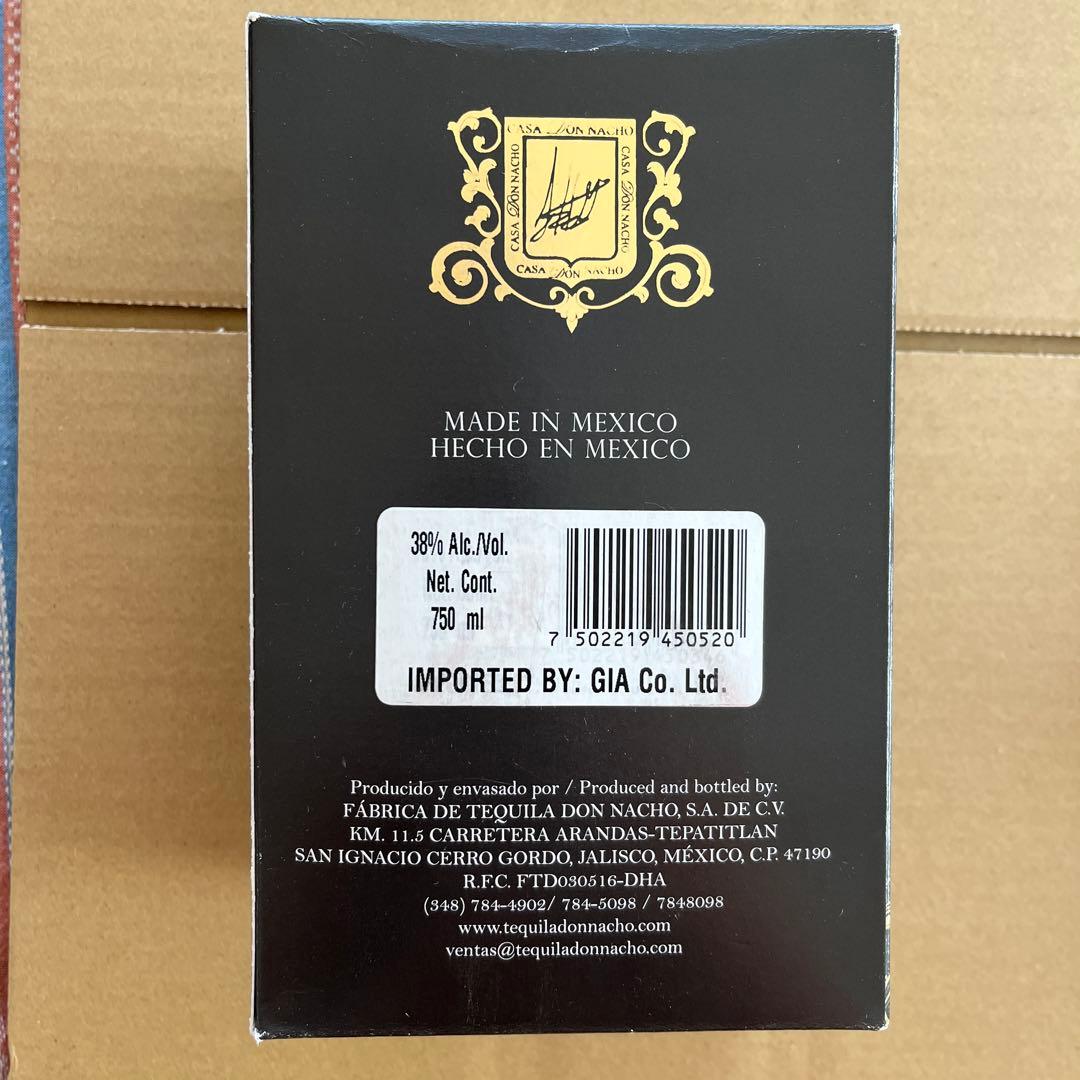 CASA DON NACHO
CASA DON NACHO
CASA DON NACHO
CASA DON NACHO
MADE IN MEXICO
HECHO EN MEXICO
38% Alc./Vol.
Net. Cont.
750 ml
7 502219 450520
IMPORTED BY: GIA Co. Ltd.
Producido y envasado por / Produced and bottled by:
FÁBRICA DE TEQUILA DON NACHO, S.A. DE C.V.
KM. 11.5 CARRETERA ARANDAS-TEPATITLAN
SAN IGNACIO CERRO GORDO, JALISCO, MÉXICO, C.P. 47190
R.F.C. FTD030516-DHA
(348) 784-4902/ 784-5098 / 7848098
www.tequiladonnacho.com
ventas@tequiladonnacho.com